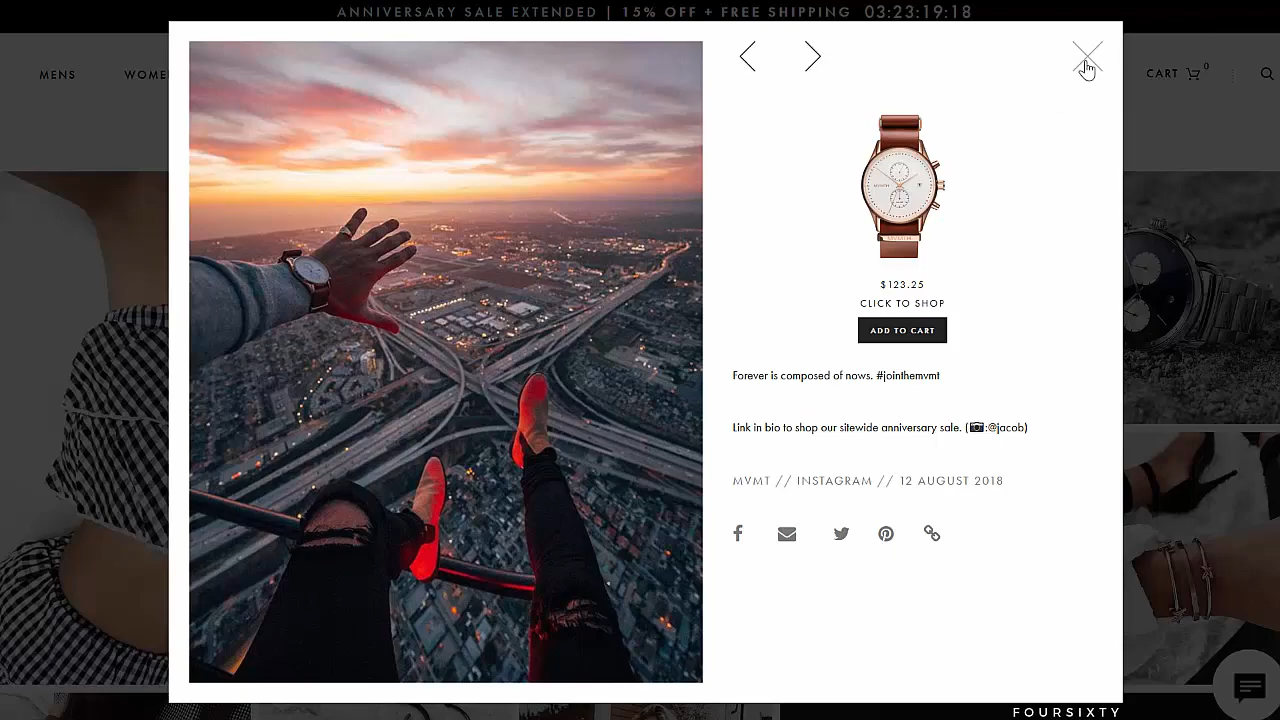 ANNIVERSARY SALE EXTENDED | 15% OFF + FREE SHIPPING 03:23:19:18
MENS
WOME
CART 0
MVMTH
$123.25
CLICK TO SHOP
ADD TO CART
Forever is composed of nows. #jointhemvmt
Link in bio to shop our sitewide anniversary sale. (📷:@jacob)
MVMT // INSTAGRAM // 12 AUGUST 2018
FOURSIXTY